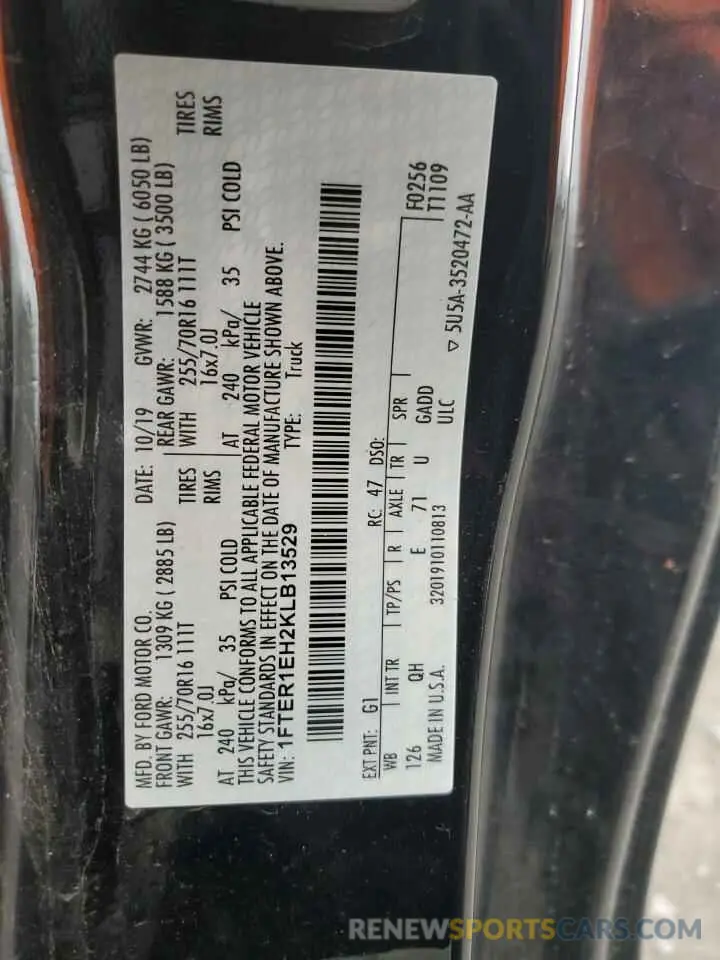 MFD. BY FORD MOTOR CO.
DATE: 10/19 GVWR: 2744 KG ( 6050 LB)
FRONT GAWR: 1309 KG ( 2885 LB)
REAR GAWR: 1588 KG ( 3500 LB)
WITH 255/70R16 111T TIRES
WITH 255/70R16 111T TIRES
16x7.0J RIMS
16x7.0J RIMS
AT 240 kPa/ 35 PSI COLD
AT 240 kPa/ 35 PSI COLD
THIS VEHICLE CONFORMS TO ALL APPLICABLE FEDERAL MOTOR VEHICLE
SAFETY STANDARDS IN EFFECT ON THE DATE OF MANUFACTURE SHOWN ABOVE.
VIN: 1FTER1EH2KLB13529 TYPE: Truck
EXT PNT: G1 RC: 47 DSO: F0256
WB INT TR TP/PS R AXLE TR SPR T1109
126 QH E 71 U GADD
MADE IN U.S.A. 3201910110813 ULC
▽ 5U5A-3520472-AA
RENEWSPORTSCARS.COM